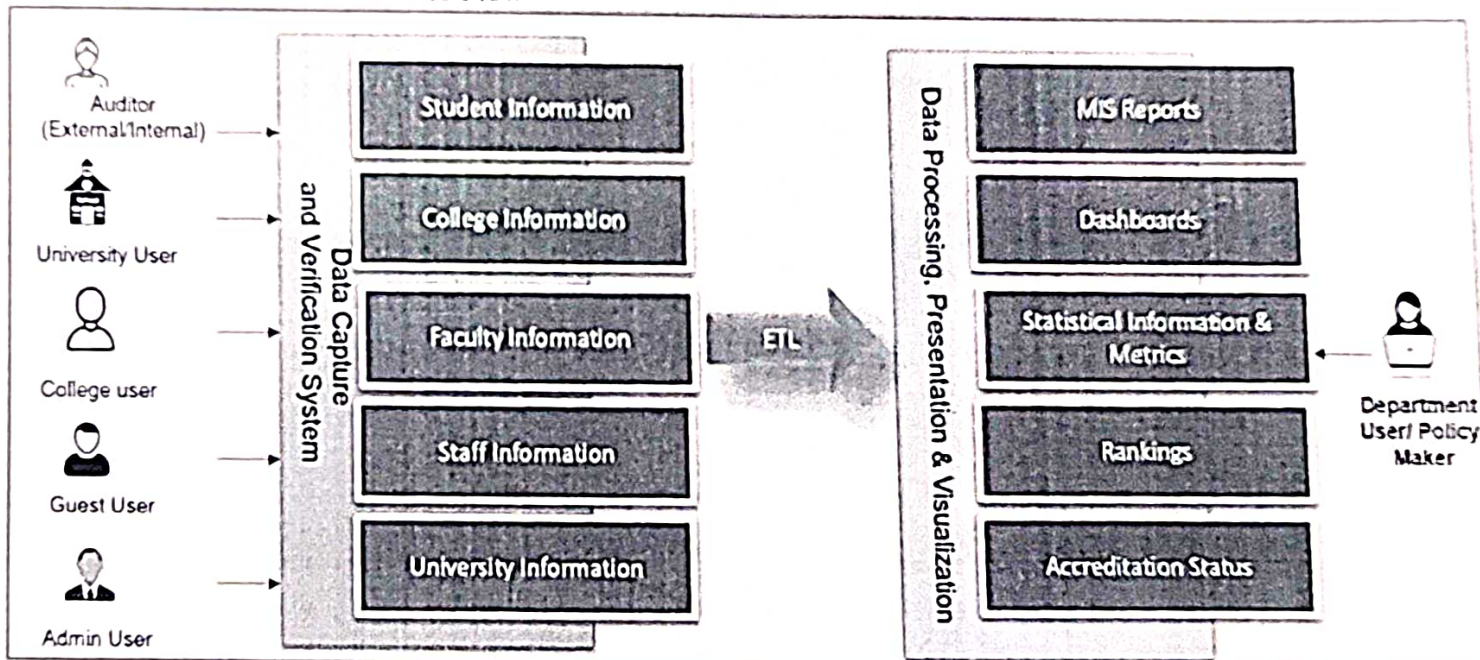 Auditor
(External/Internal)
University User
College user
Guest User
Admin User
Data Capture
and Verification System
Student Information
College Information
Faculty Information
Staff Information
University Information
ETL
Data Processing, Presentation & Visualization
MIS Reports
Dashboards
Statistical Information &
Metrics
Rankings
Accreditation Status
Department
User/ Policy
Maker